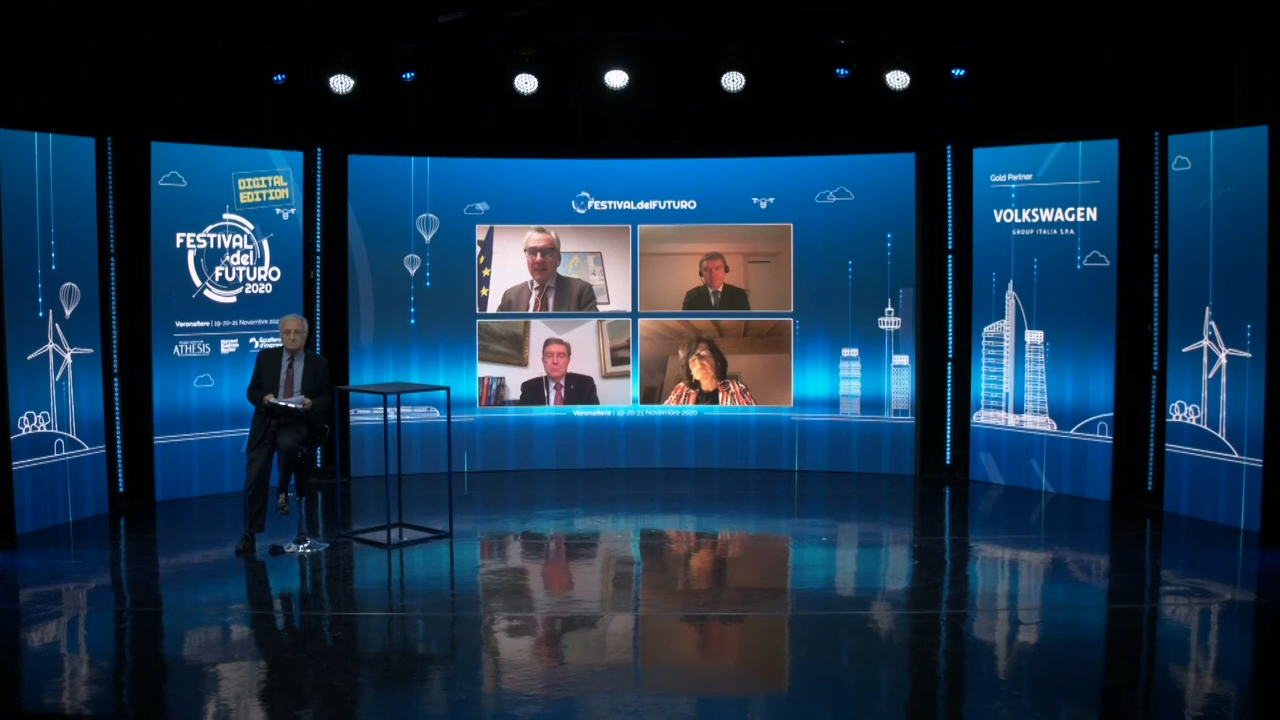 DIGITAL
EDITION
FESTIVAL
del
FUTURO
2020
Veronafiere | 19-20-21 Novembre
ATHESIS
FESTIVALdelFUTURO
Veronafiere | 19-20-21 Novembre 2020
Gold Partner
VOLKSWAGEN
GROUP ITALIA S.P.A.